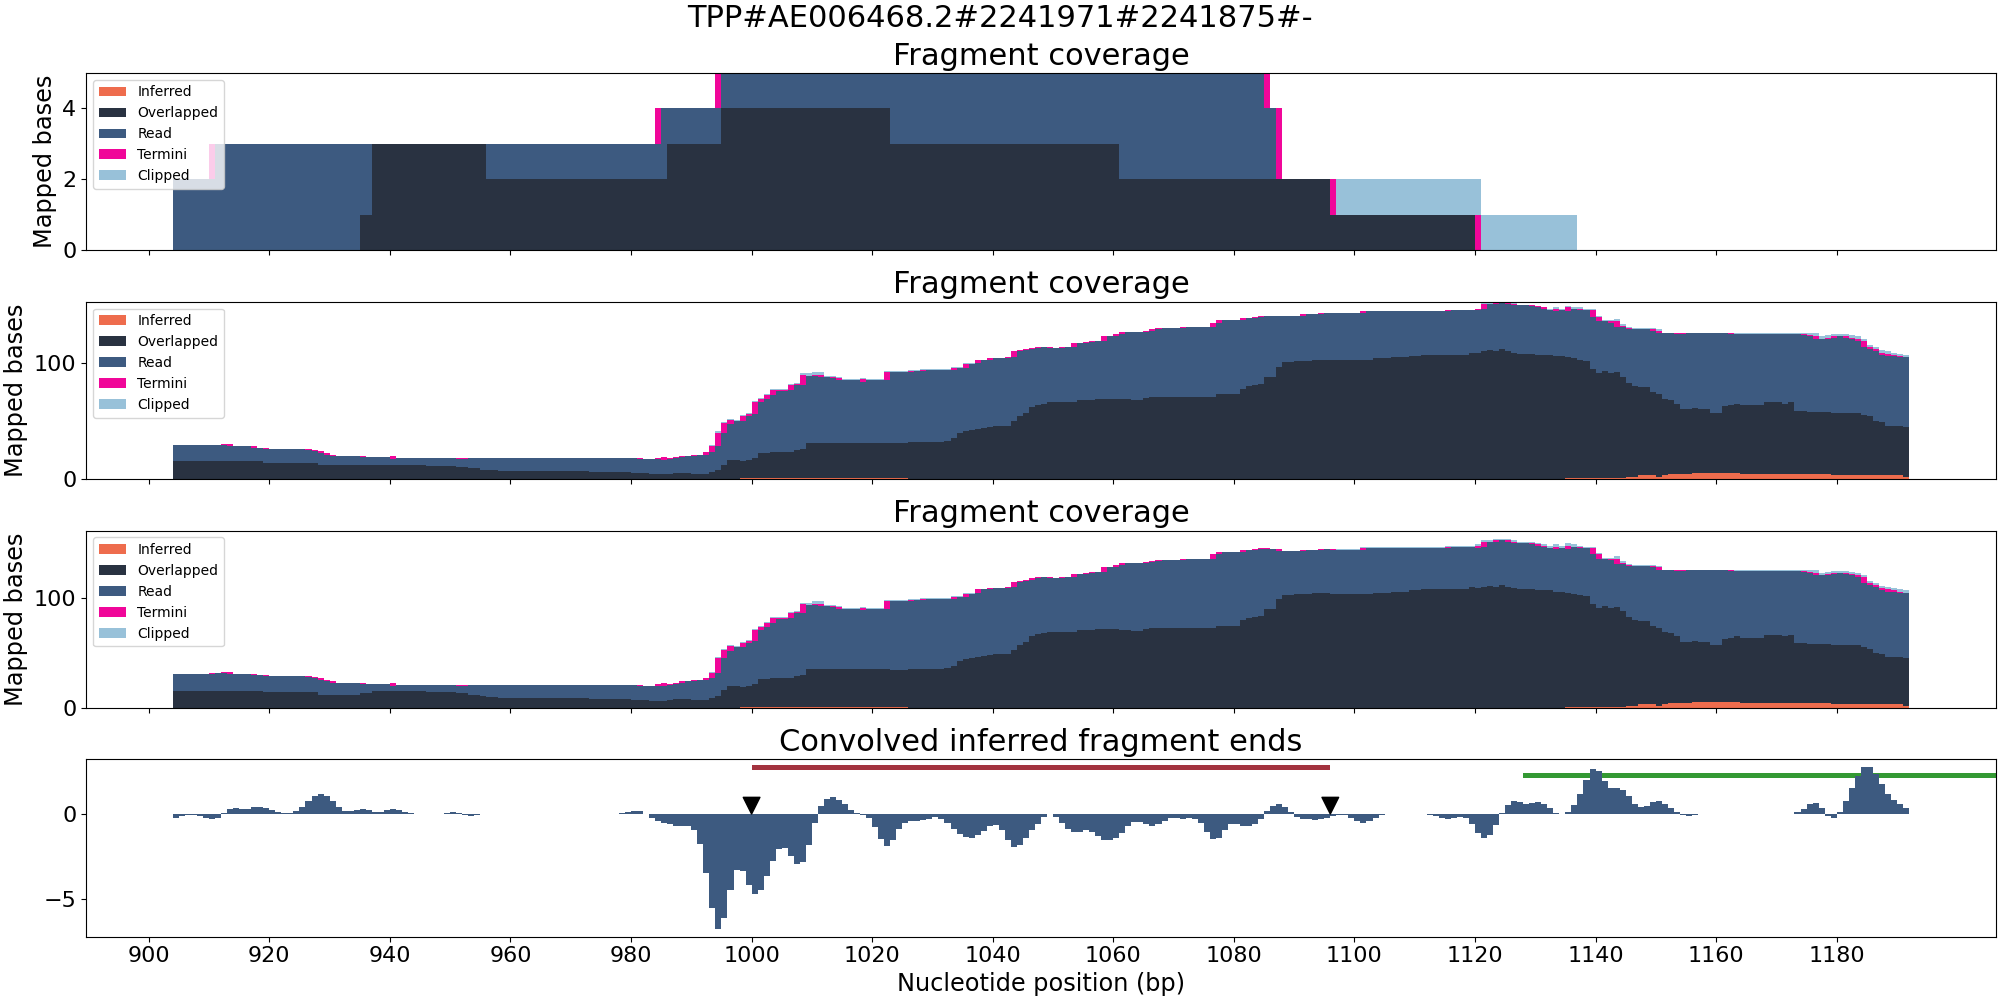 TPP#AE006468.2#2241971#2241875#-
Fragment coverage
Mapped bases
4
2
0
Inferred
Overlapped
Read
Termini
Clipped
Fragment coverage
Mapped bases
100
0
Inferred
Overlapped
Read
Termini
Clipped
Fragment coverage
Mapped bases
100
0
Inferred
Overlapped
Read
Termini
Clipped
Convolved inferred fragment ends
0
−5
900 920 940 960 980 1000 1020 1040 1060 1080 1100 1120 1140 1160 1180
Nucleotide position (bp)